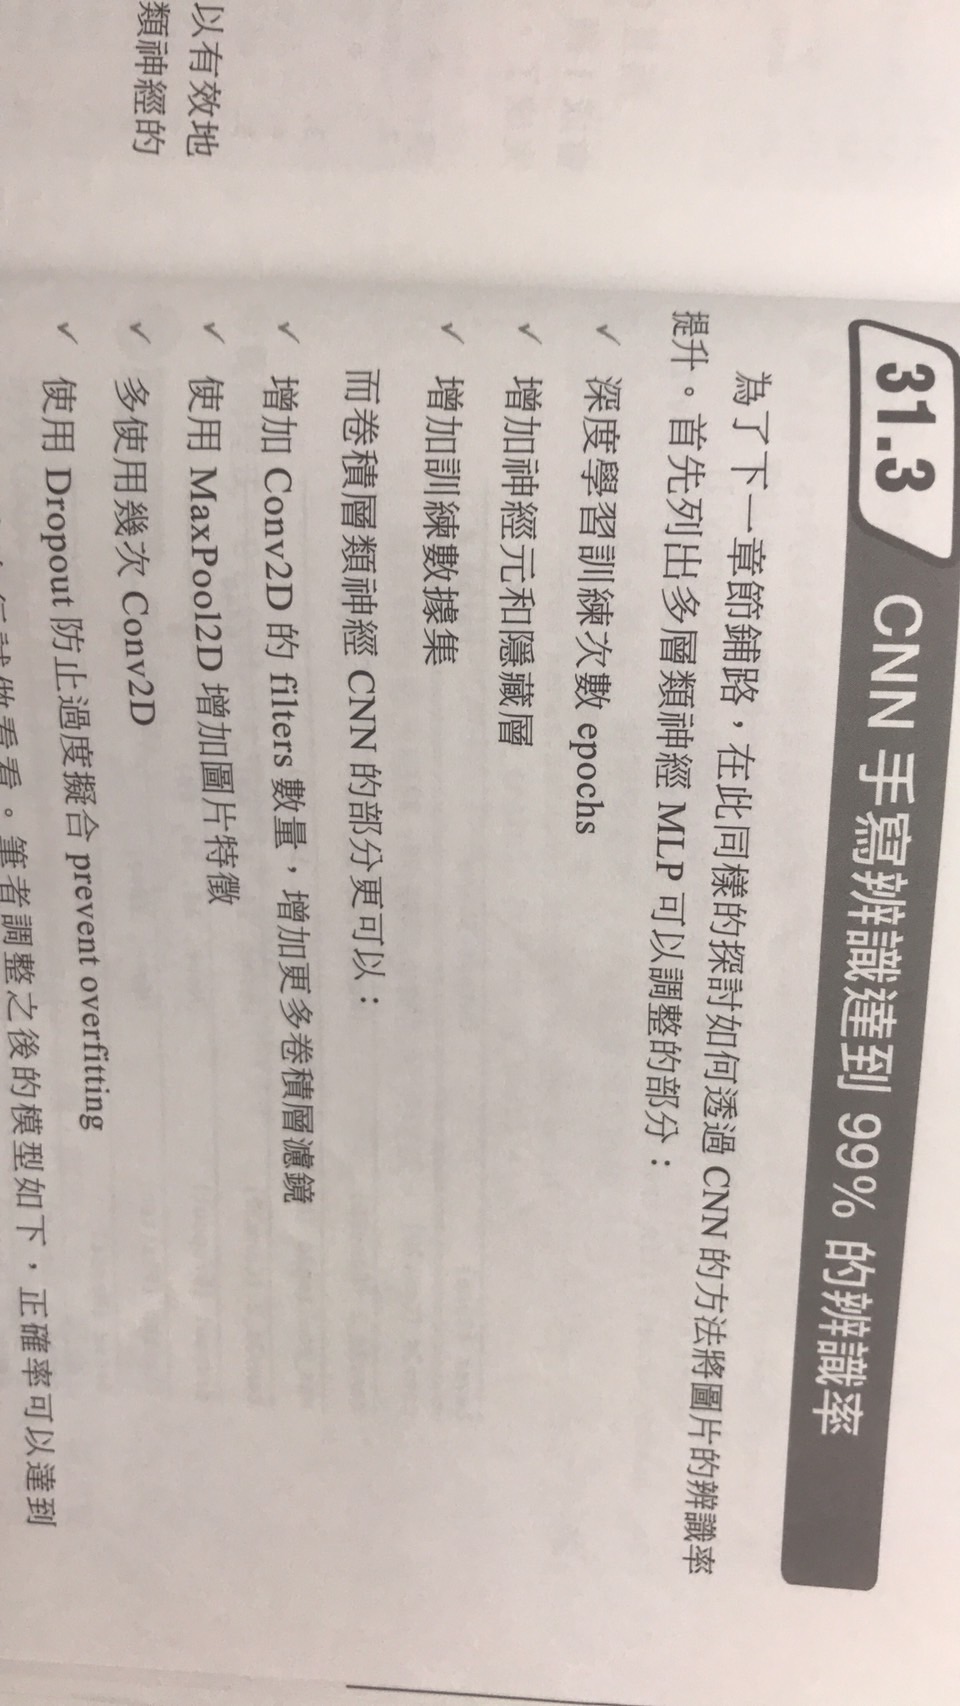 31.3 CNN 手寫辨識達到 99% 的辨識率
為了下一章節鋪路，在此同樣的探討如何透過 CNN 的方法將圖片的辨識率
提升。首先列出多層類神經 MLP 可以調整的部分：
✓ 深度學習訓練次數 epochs
✓ 增加神經元和隱藏層
✓ 增加訓練數據集
而卷積層類神經 CNN 的部分更可以：
✓ 增加 Conv2D 的 filters 數量，增加更多卷積層濾鏡
✓ 使用 MaxPool2D 增加圖片特徵
✓ 多使用幾次 Conv2D
✓ 使用 Dropout 防止過度擬合 prevent overfitting
試做看看。筆者調整之後的模型如下，正確率可以達到
以有效地
類神經的